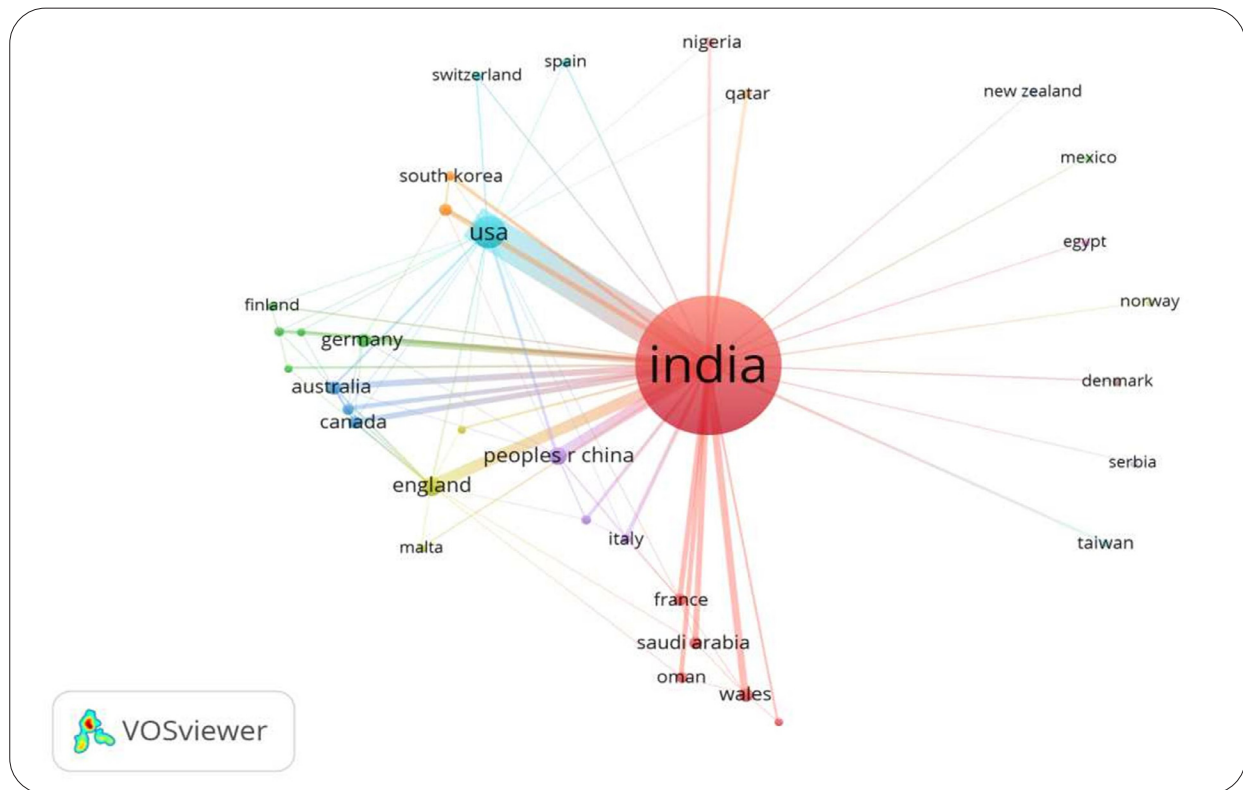 nigeria
spain
switzerland
qatar
new zealand
mexico
south korea
usa
egypt
norway
finland
germany
india
denmark
australia
canada
peoples r china
serbia
england
italy
malta
taiwan
france
saudi arabia
oman
wales
VOSviewer